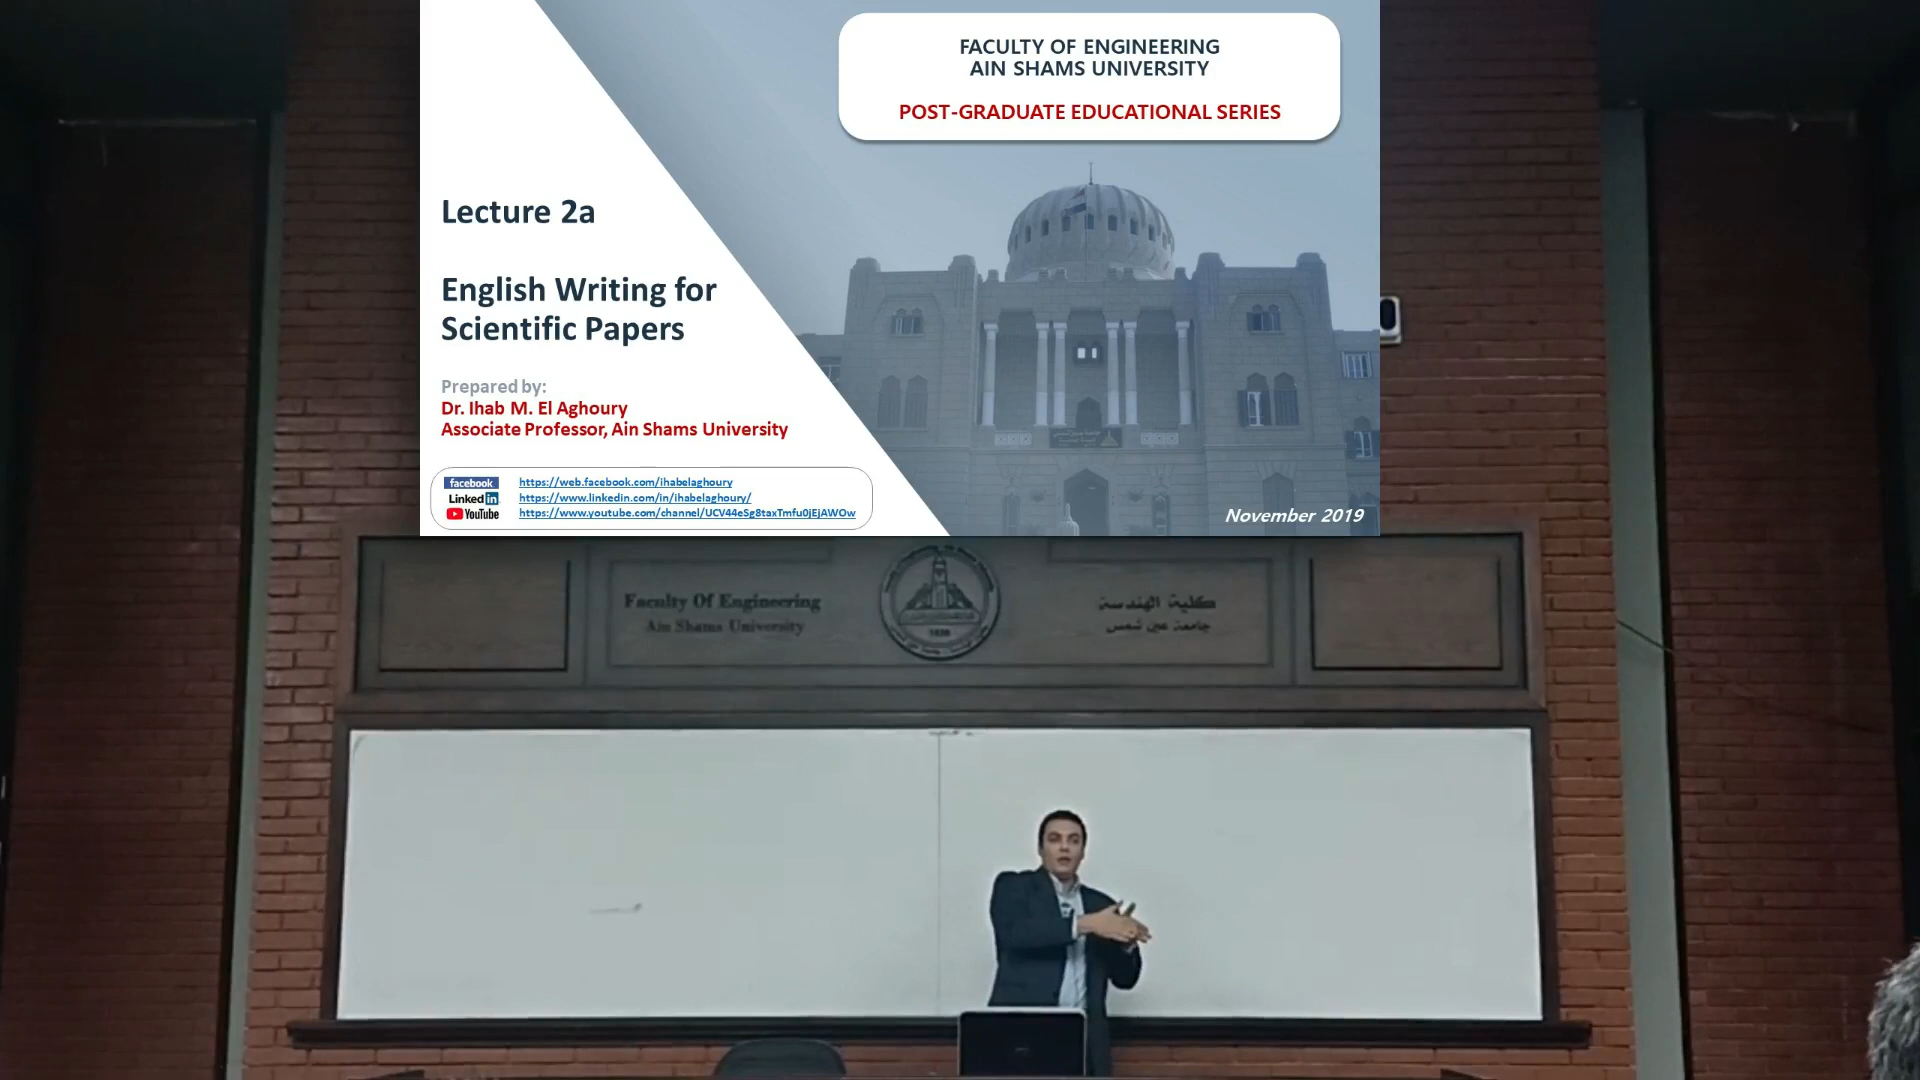 FACULTY OF ENGINEERING
AIN SHAMS UNIVERSITY
POST-GRADUATE EDUCATIONAL SERIES
Lecture 2a
English Writing for
Scientific Papers
Prepared by:
Dr. Ihab M. El Aghoury
Associate Professor, Ain Shams University
facebook https://web.facebook.com/ihabelaghoury
Linkedin https://www.linkedin.com/in/ihabelaghoury/
YouTube https://www.youtube.com/channel/UCV44eSg8taxTmfu0jEjAWOw
November 2019
Faculty Of Engineering
Ain Shams University
كلية الهندسة
جامعة عين شمس